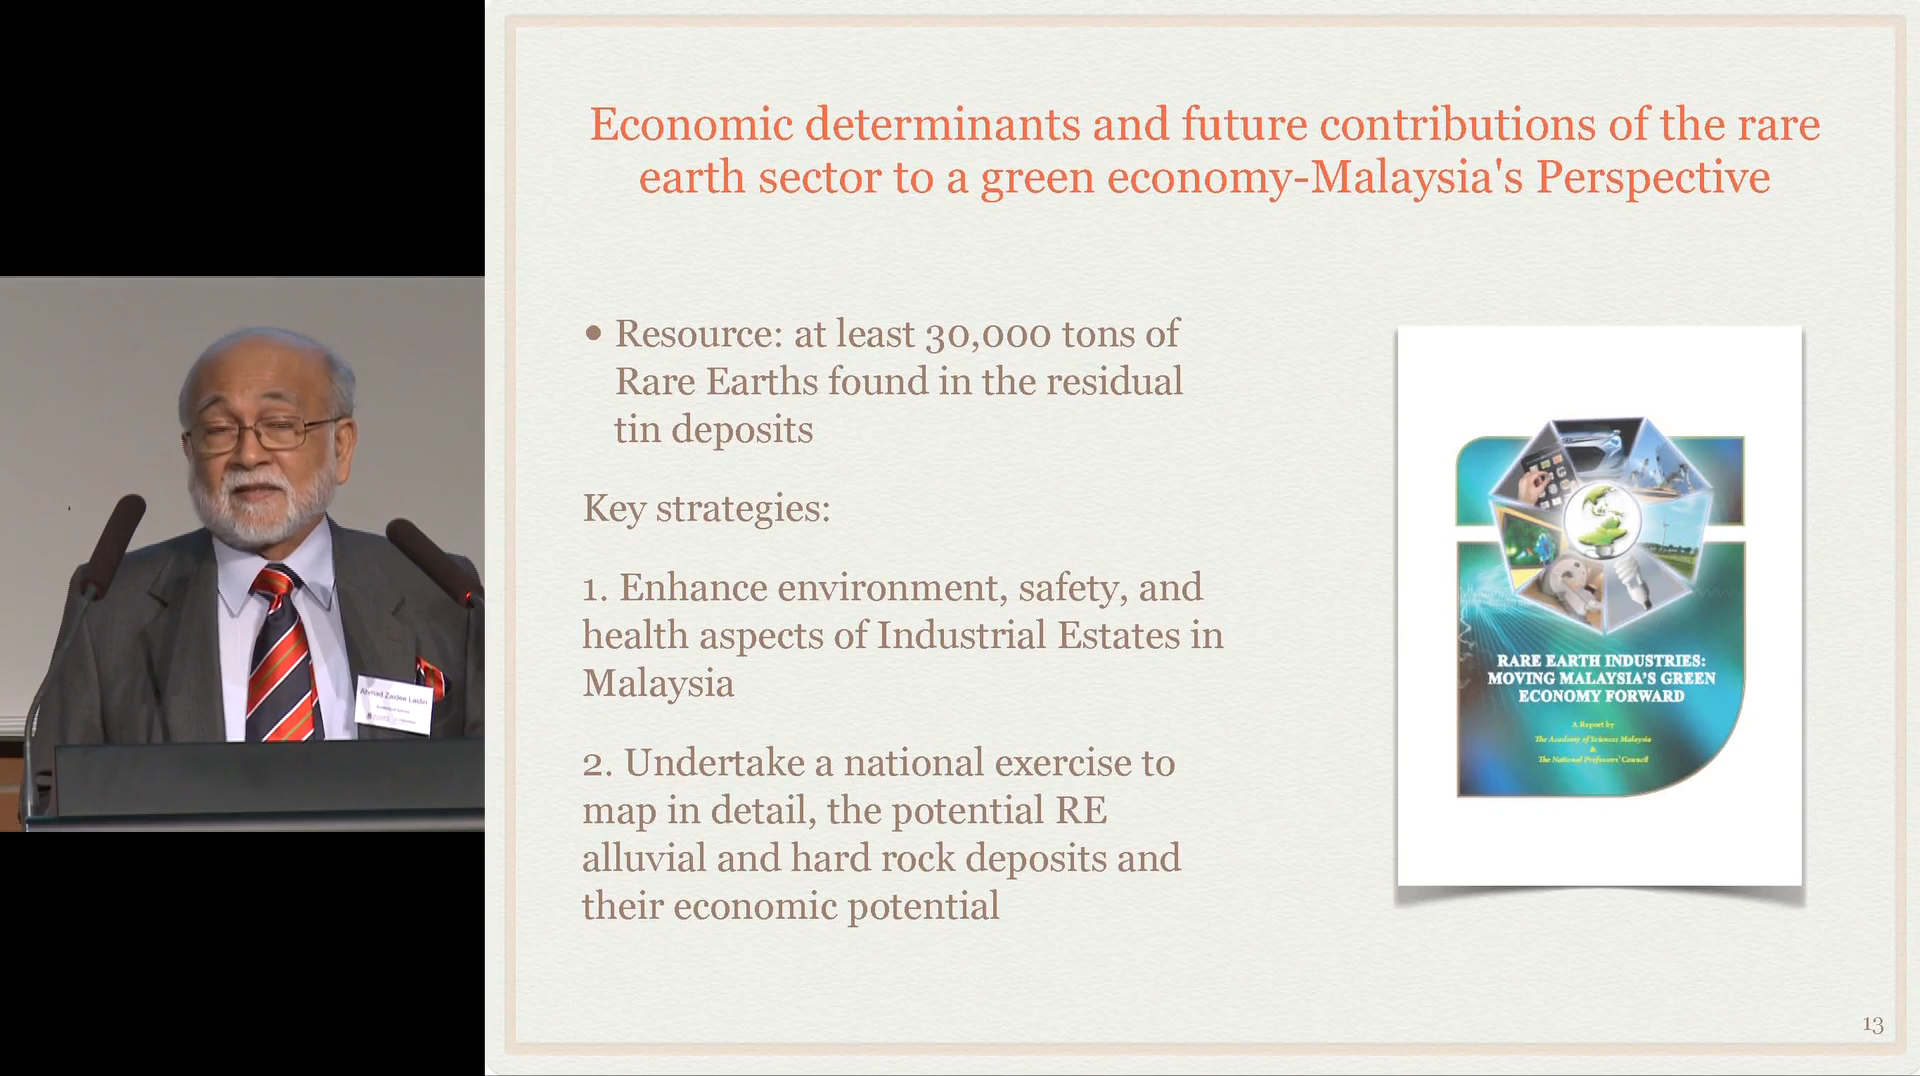 Economic determinants and future contributions of the rare
earth sector to a green economy-Malaysia's Perspective
• Resource: at least 30,000 tons of
Rare Earths found in the residual
tin deposits
Key strategies:
1. Enhance environment, safety, and
health aspects of Industrial Estates in
Malaysia
2. Undertake a national exercise to
map in detail, the potential RE
alluvial and hard rock deposits and
their economic potential
RARE EARTH INDUSTRIES:
MOVING MALAYSIA'S GREEN
ECONOMY FORWARD
A Report by
The Academy of Sciences Malaysia
&
The National Professors' Council
Ahmad Zaidee Laidin
13